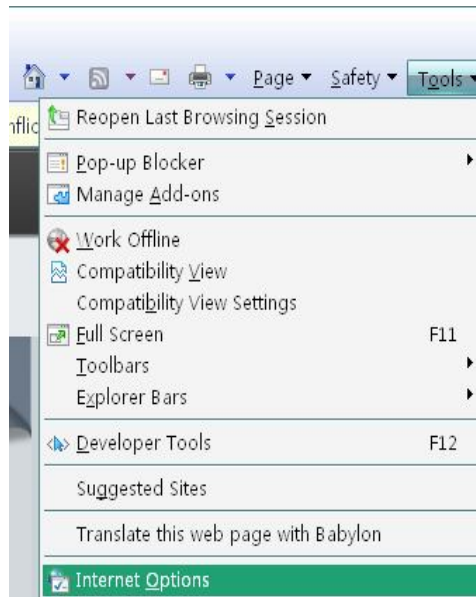 Page Safety Tools
nflic
Reopen Last Browsing Session
Pop-up Blocker
Manage Add-ons
Work Offline
Compatibility View
Compatibility View Settings
Full Screen F11
Toolbars
Explorer Bars
Developer Tools F12
Suggested Sites
Translate this web page with Babylon
Internet Options